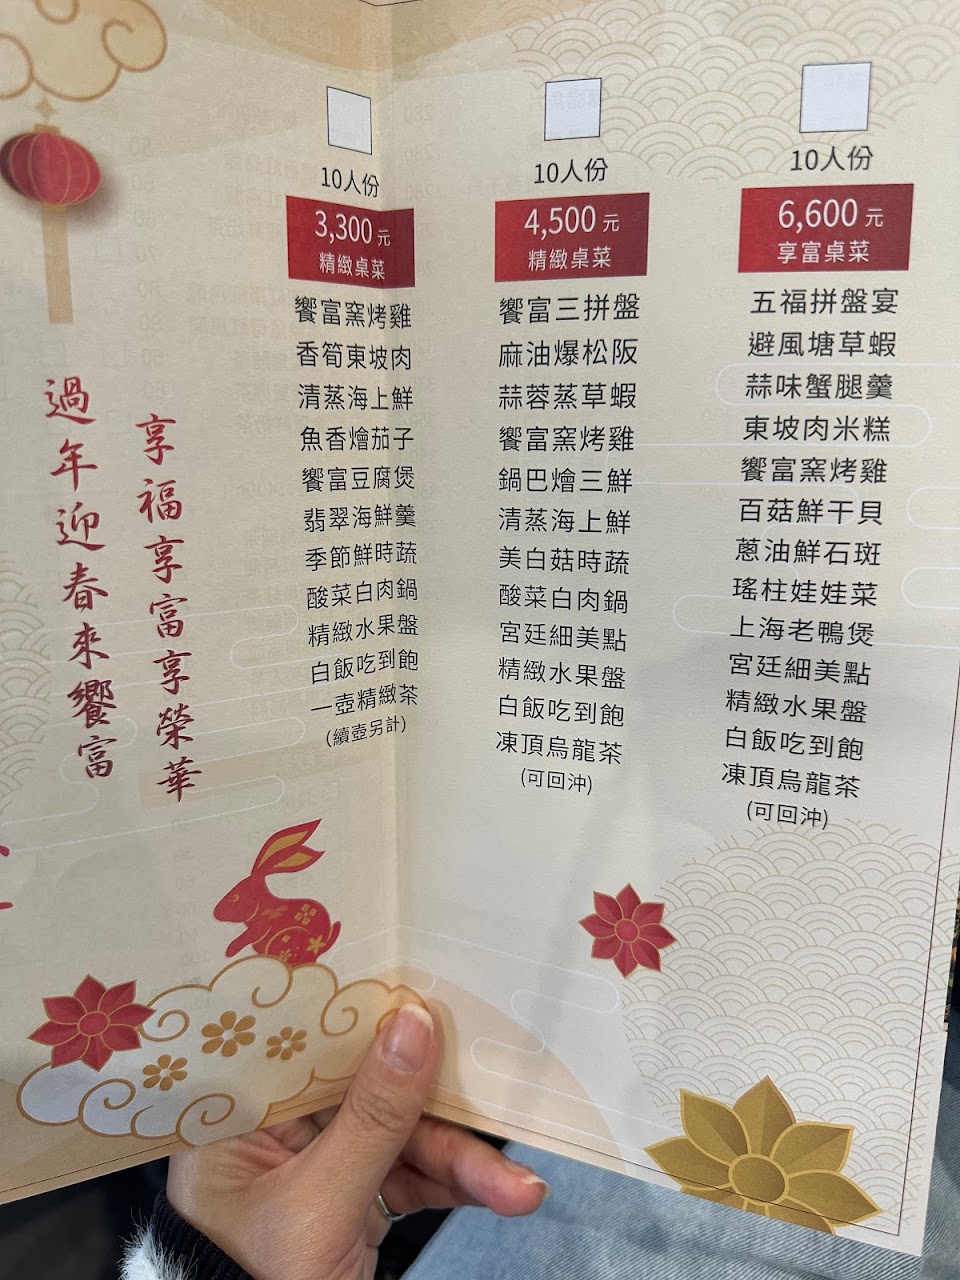 過年迎春來饗富
享福享富享榮華
10人份
3,300元
精緻桌菜
饗富窯烤雞
香筍東坡肉
清蒸海上鮮
魚香燴茄子
饗富豆腐煲
翡翠海鮮羹
季節鮮時蔬
酸菜白肉鍋
精緻水果盤
白飯吃到飽
一壺精緻茶
(續壺另計)
10人份
4,500元
精緻桌菜
饗富三拼盤
麻油爆松阪
蒜蓉蒸草蝦
饗富窯烤雞
鍋巴燴三鮮
清蒸海上鮮
美白菇時蔬
酸菜白肉鍋
宮廷細美點
精緻水果盤
白飯吃到飽
凍頂烏龍茶
(可回沖)
10人份
6,600元
享富桌菜
五福拼盤宴
避風塘草蝦
蒜味蟹腿羹
東坡肉米糕
饗富窯烤雞
百菇鮮干貝
蔥油鮮石斑
瑤柱娃娃菜
上海老鴨煲
宮廷細美點
精緻水果盤
白飯吃到飽
凍頂烏龍茶
(可回沖)